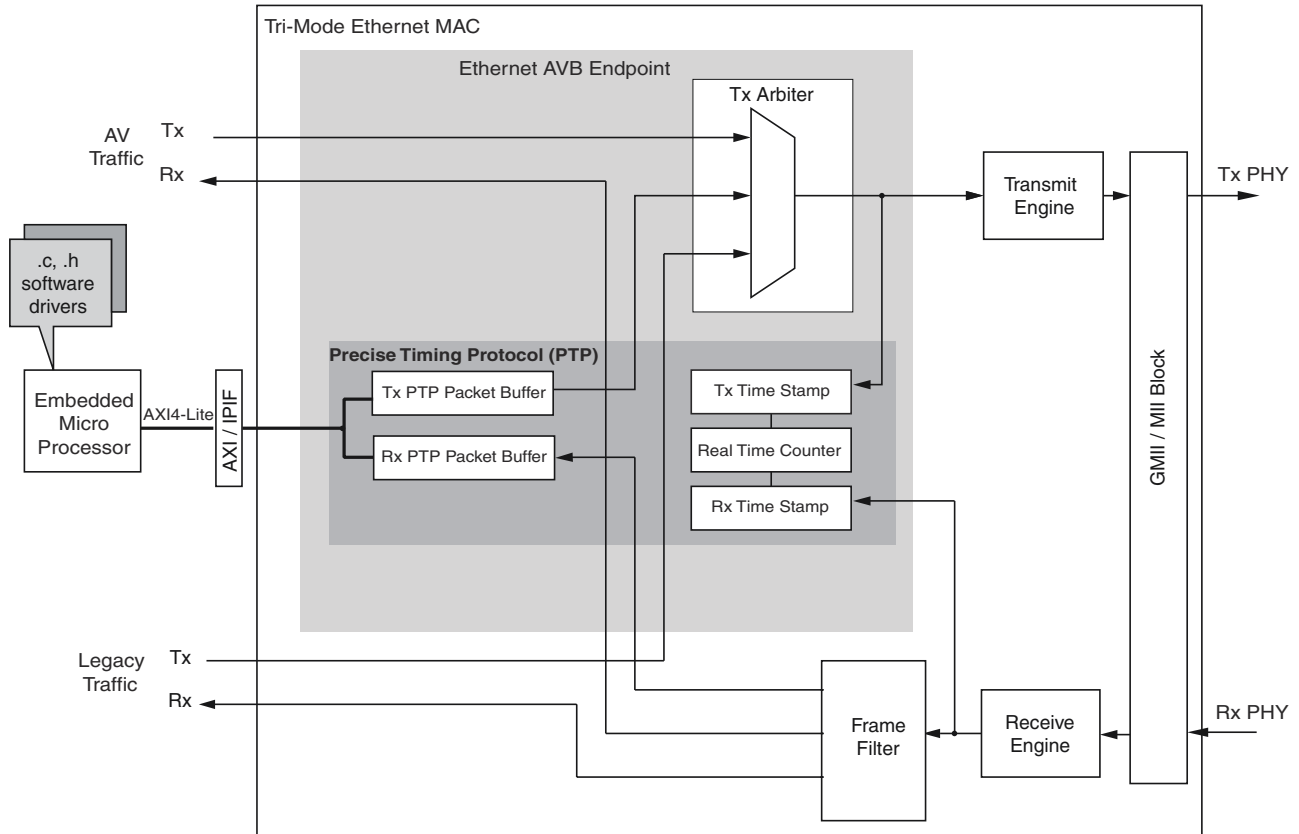 Tri-Mode Ethernet MAC
Ethernet AVB Endpoint
Tx Arbiter
AV
Traffic
Tx
Rx
Transmit
Engine
Tx PHY
.c, .h
software
drivers
Precise Timing Protocol (PTP)
Tx PTP Packet Buffer
Rx PTP Packet Buffer
Tx Time Stamp
Real Time Counter
Rx Time Stamp
Embedded
Micro
Processor
AXI4-Lite
AXI / IPIF
GMII / MII Block
Legacy
Traffic
Tx
Rx
Frame
Filter
Receive
Engine
Rx PHY